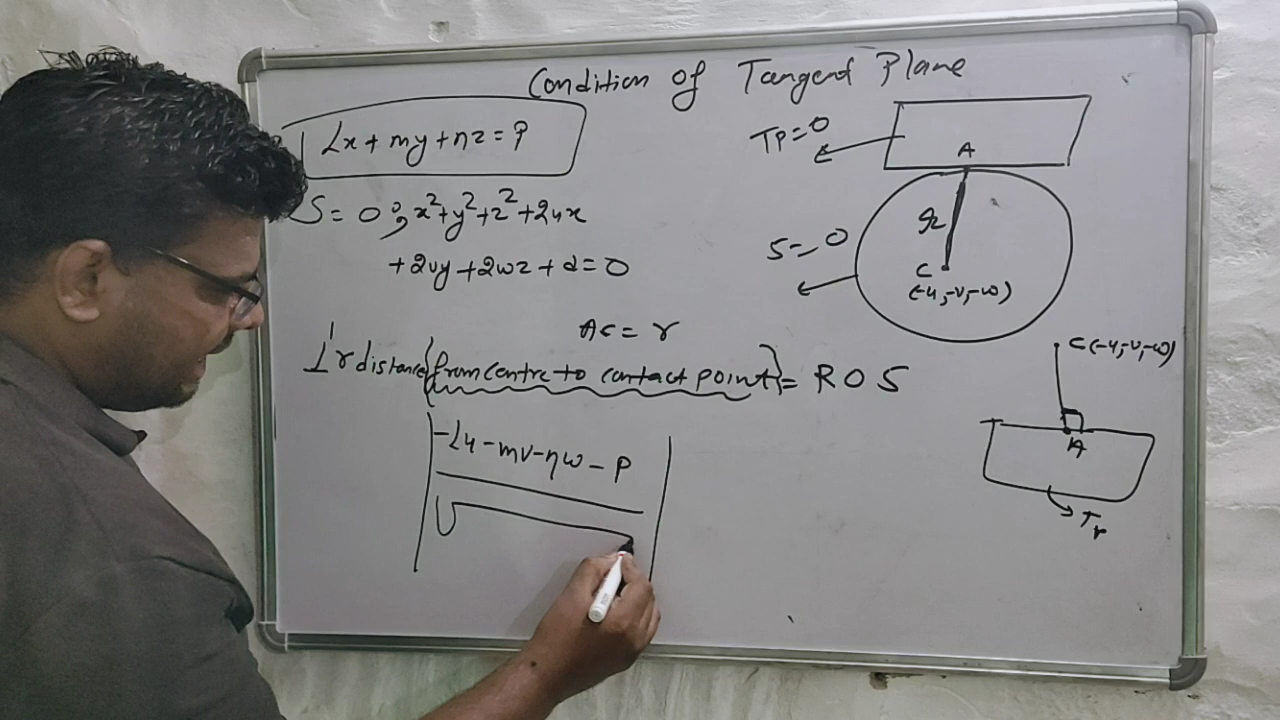 Condition of Tangent Plane
Lx + my + nz = P
S = 0 ; x²+y²+z²+2ux
+2vy+2wz+d=0
AC = r
⊥r distance {from centre to contact point} = ROS
|-Lu-mv-nw-P|
√
TP=0
A
r
S=0
C
(-u,-v,-w)
C(-u,-v,-w)
A